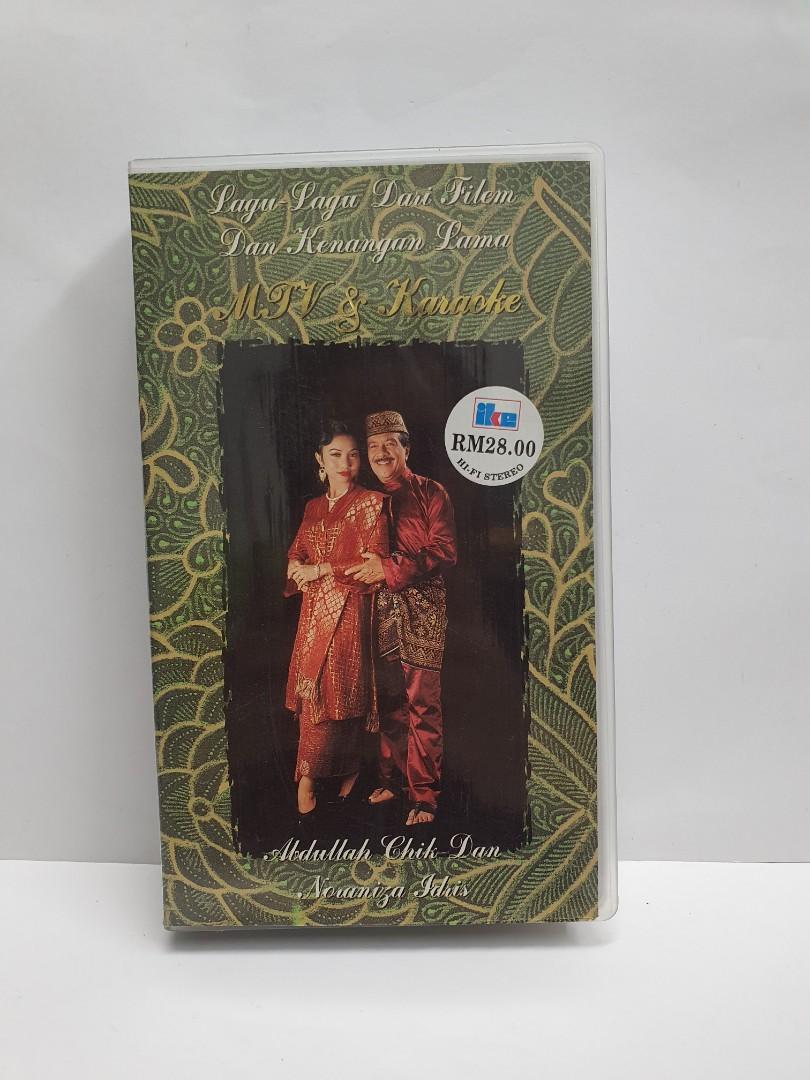 Lagu-Lagu Dari Filem
Dan Kenangan Lama
MTV & Karaoke
ike
RM28.00
HI-FI STEREO
Abdullah Chik Dan
Noraniza Idris